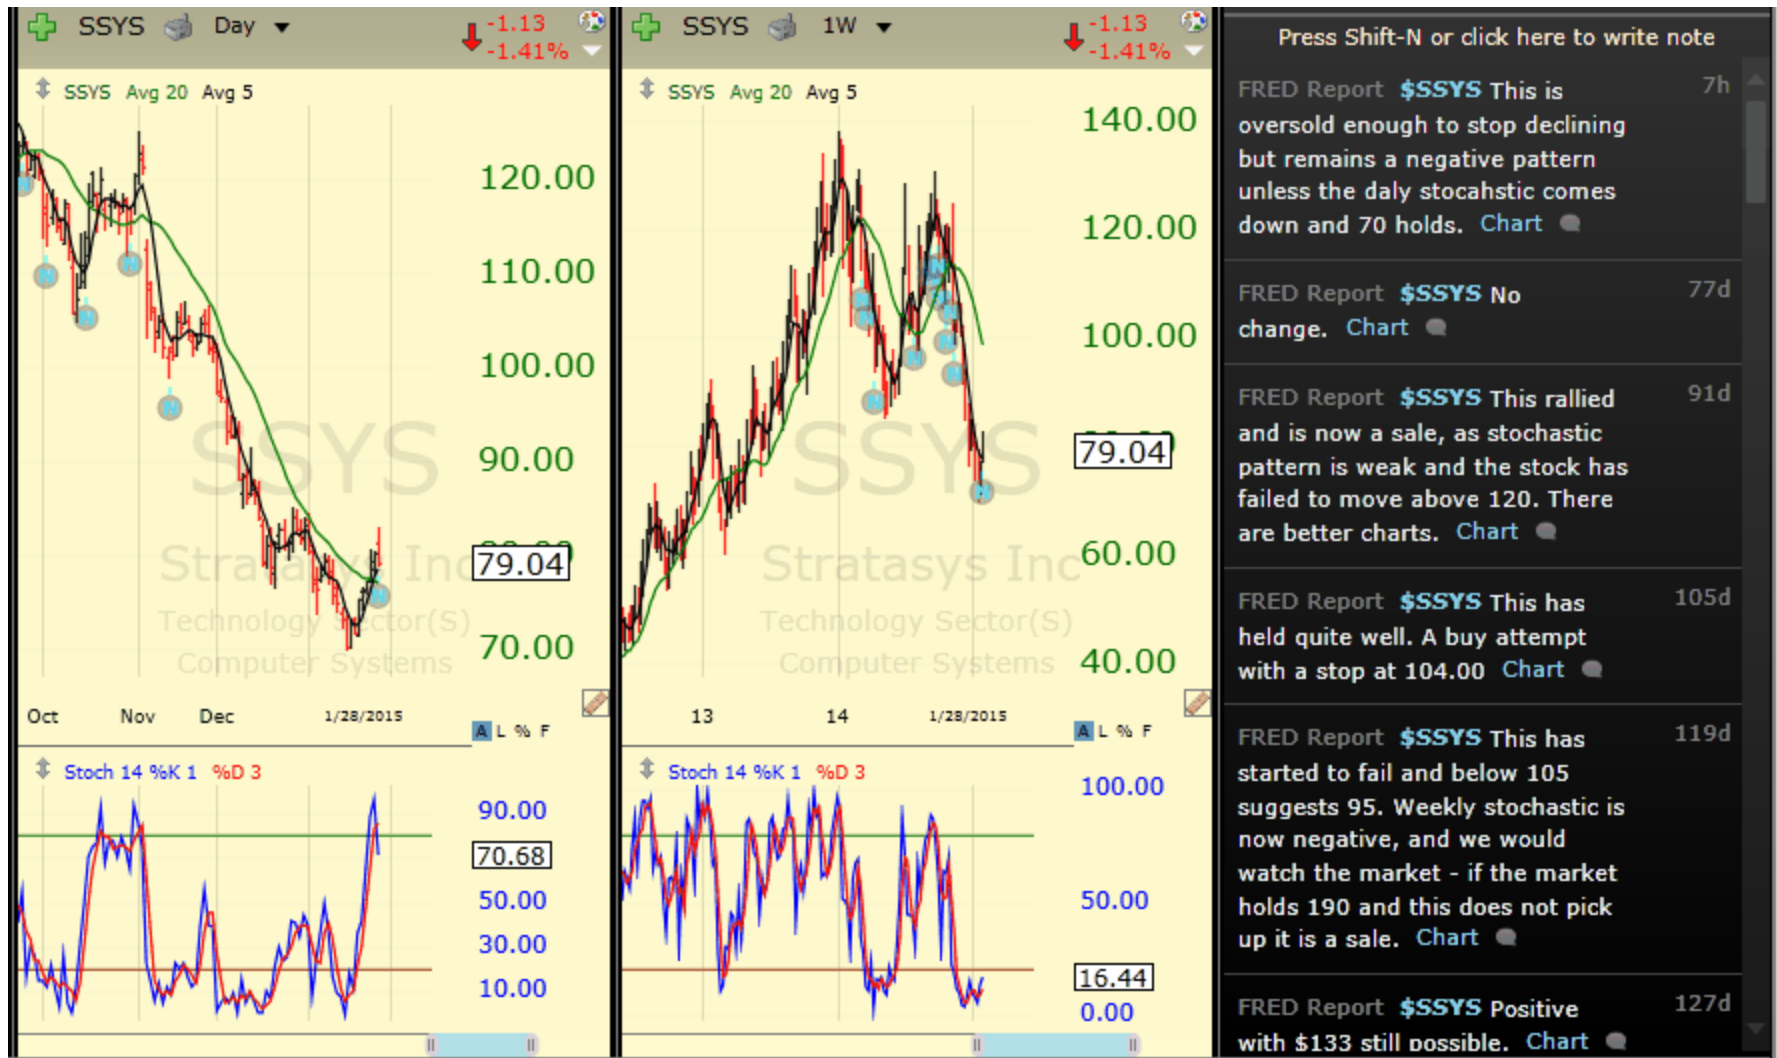 SSYS Day -1.13
-1.41%
SSYS Avg 20 Avg 5
120.00
110.00
100.00
90.00
79.04
70.00
SSYS
Stratasys Inc
Technology Sector(S)
Computer Systems
Oct Nov Dec 1/28/2015
A L % F
Stoch 14 %K 1 %D 3
90.00
70.68
50.00
30.00
10.00
SSYS 1W -1.13
-1.41%
SSYS Avg 20 Avg 5
140.00
120.00
100.00
79.04
60.00
40.00
SSYS
Stratasys Inc
Technology Sector(S)
Computer Systems
13 14 1/28/2015
A L % F
Stoch 14 %K 1 %D 3
100.00
50.00
16.44
0.00
Press Shift-N or click here to write note
FRED Report $SSYS This is 7h
oversold enough to stop declining
but remains a negative pattern
unless the daly stocahstic comes
down and 70 holds. Chart
FRED Report $SSYS No 77d
change. Chart
FRED Report $SSYS This rallied 91d
and is now a sale, as stochastic
pattern is weak and the stock has
failed to move above 120. There
are better charts. Chart
FRED Report $SSYS This has 105d
held quite well. A buy attempt
with a stop at 104.00 Chart
FRED Report $SSYS This has 119d
started to fail and below 105
suggests 95. Weekly stochastic is
now negative, and we would
watch the market - if the market
holds 190 and this does not pick
up it is a sale. Chart
FRED Report $SSYS Positive 127d
with $133 still possible. Chart